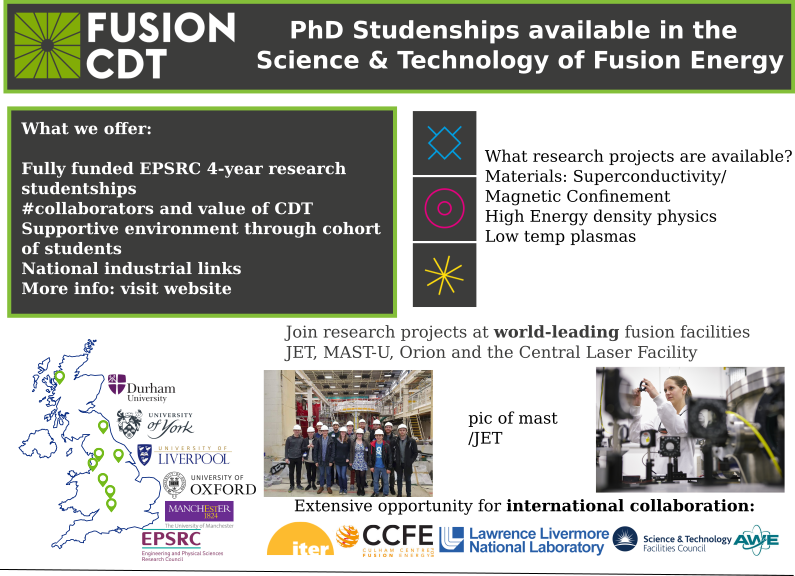 FUSION
CDT
PhD Studenships available in the
Science & Technology of Fusion Energy
What we offer:
Fully funded EPSRC 4-year research
studentships
#collaborators and value of CDT
Supportive environment through cohort
of students
National industrial links
More info: visit website
What research projects are available?
Materials: Superconductivity/
Magnetic Confinement
High Energy density physics
Low temp plasmas
Join research projects at world-leading fusion facilities
JET, MAST-U, Orion and the Central Laser Facility
Durham
University
UNIVERSITY
of York
UNIVERSITY OF
LIVERPOOL
UNIVERSITY OF
OXFORD
MANCHESTER
1824
The University of Manchester
EPSRC
Engineering and Physical Sciences
Research Council
pic of mast
/JET
Extensive opportunity for international collaboration:
iter
CCFE
CULHAM CENTRE
FUSION ENERGY
Lawrence Livermore
National Laboratory
Science & Technology
Facilities Council
AWE